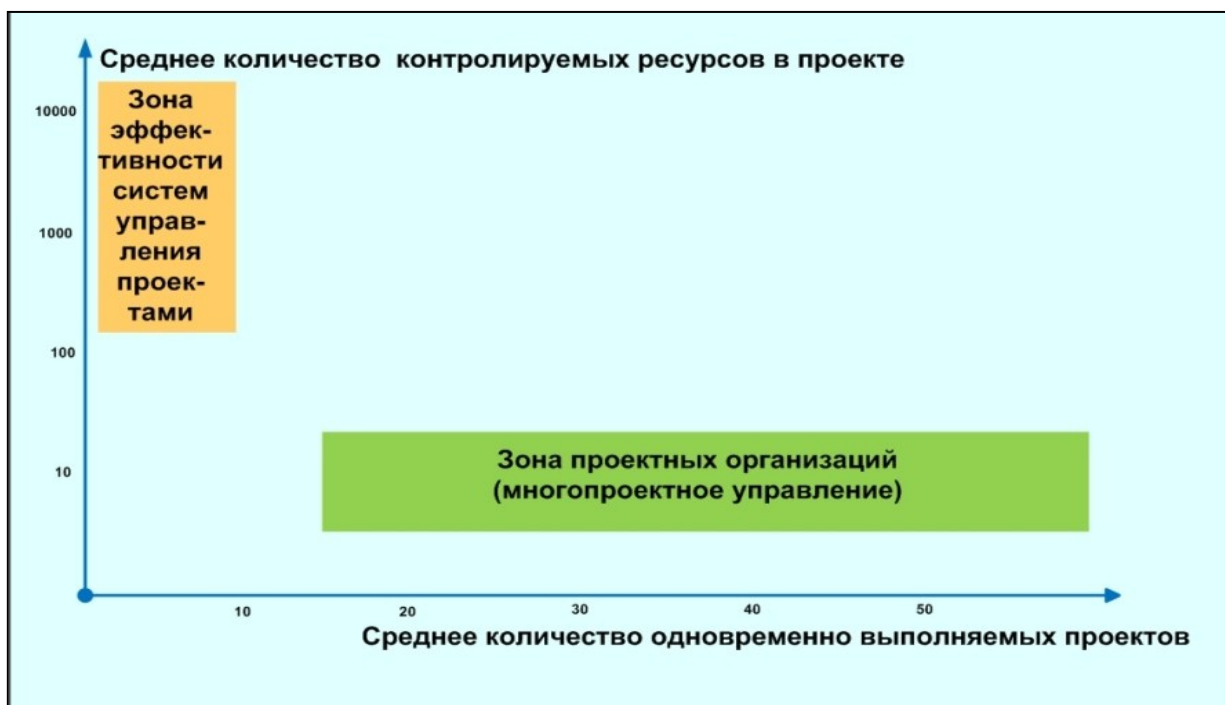 Среднее количество контролируемых ресурсов в проекте
Зона
эффек-
тивности
систем
управ-
ления
проек-
тами
10000
1000
100
10
Зона проектных организаций
(многопроектное управление)
10
20
30
40
50
Среднее количество одновременно выполняемых проектов